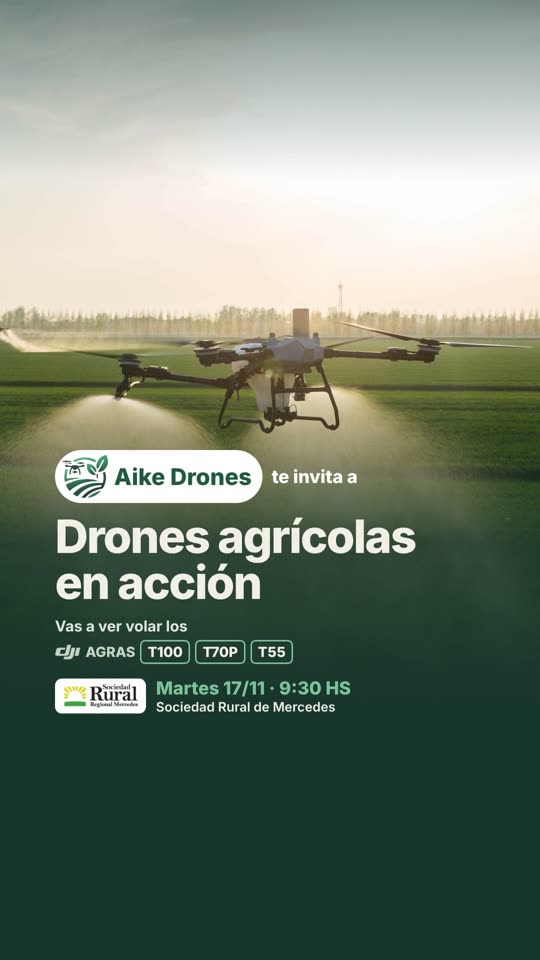 Aike Drones te invita a
Drones agrícolas
en acción
Vas a ver volar los
dji AGRAS T100 T70P T55
Sociedad
Rural
Regional Mercedes
Martes 17/11 · 9:30 HS
Sociedad Rural de Mercedes